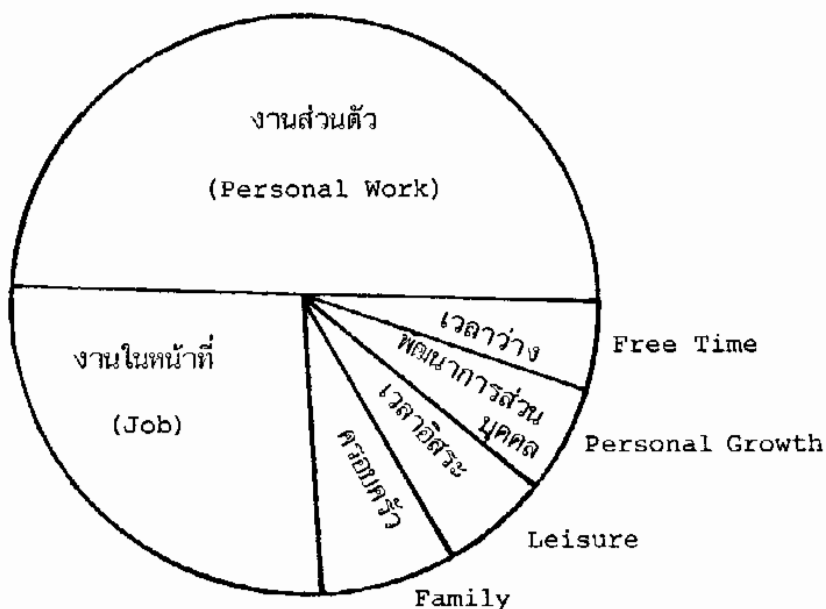 งานส่วนตัว
(Personal Work)
งานในหน้าที่
(Job)
เวลาว่าง
Free Time
พัฒนาการส่วน
บุคคล
Personal Growth
เวลาอิสระ
Leisure
ครอบครัว
Family